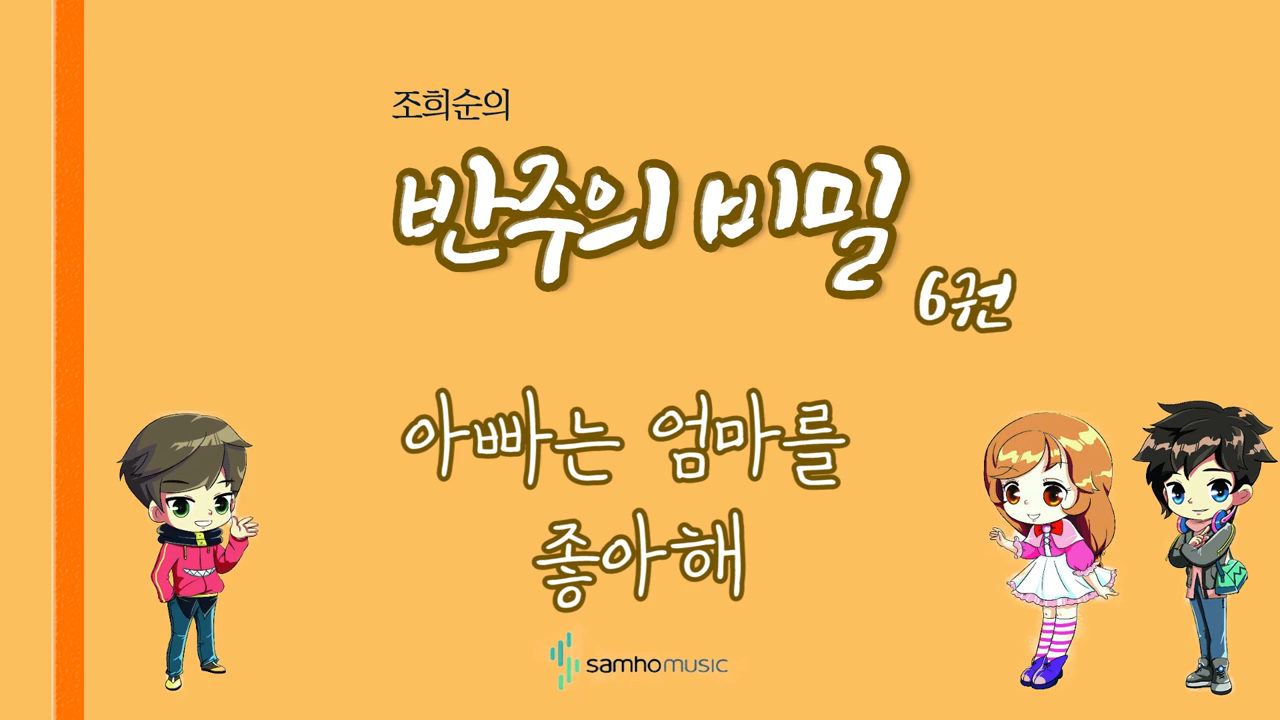 조희순의
반주의 비밀
6권
아빠는 엄마를
좋아해
samhomusic